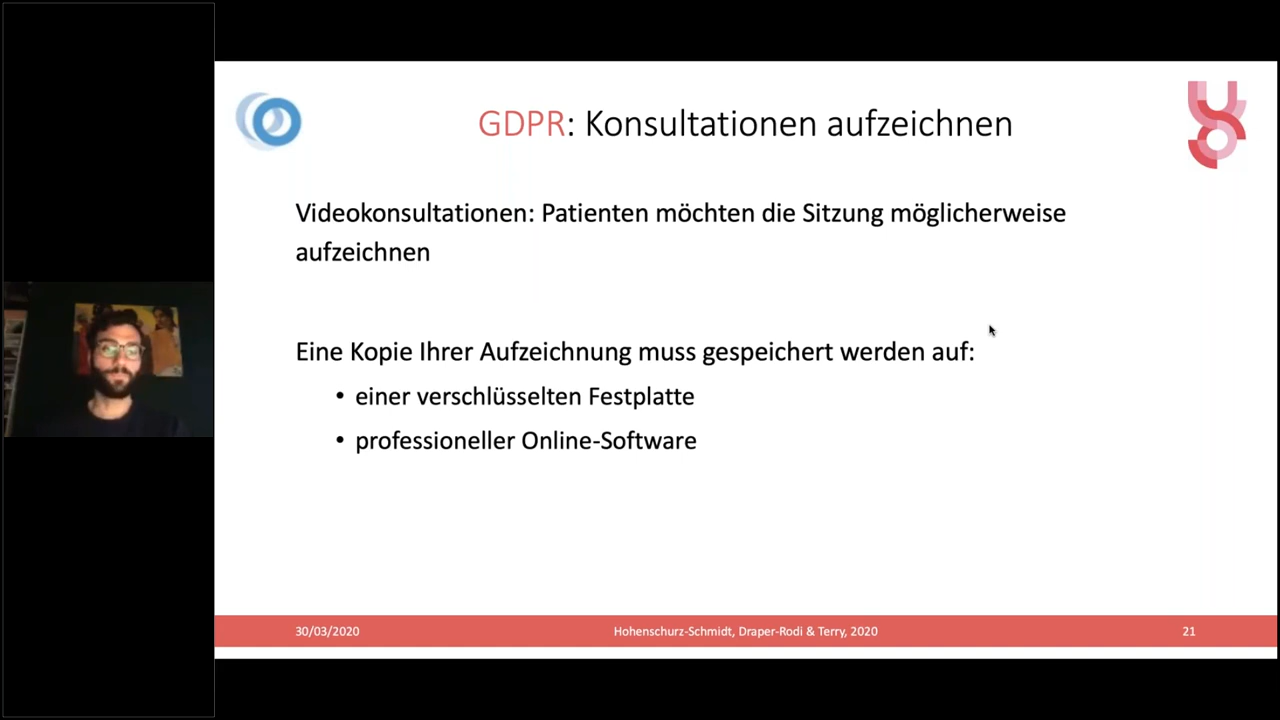 GDPR: Konsultationen aufzeichnen
Videokonsultationen: Patienten möchten die Sitzung möglicherweise
aufzeichnen
Eine Kopie Ihrer Aufzeichnung muss gespeichert werden auf:
• einer verschlüsselten Festplatte
• professioneller Online-Software
30/03/2020
Hohenschurz-Schmidt, Draper-Rodi & Terry, 2020
21